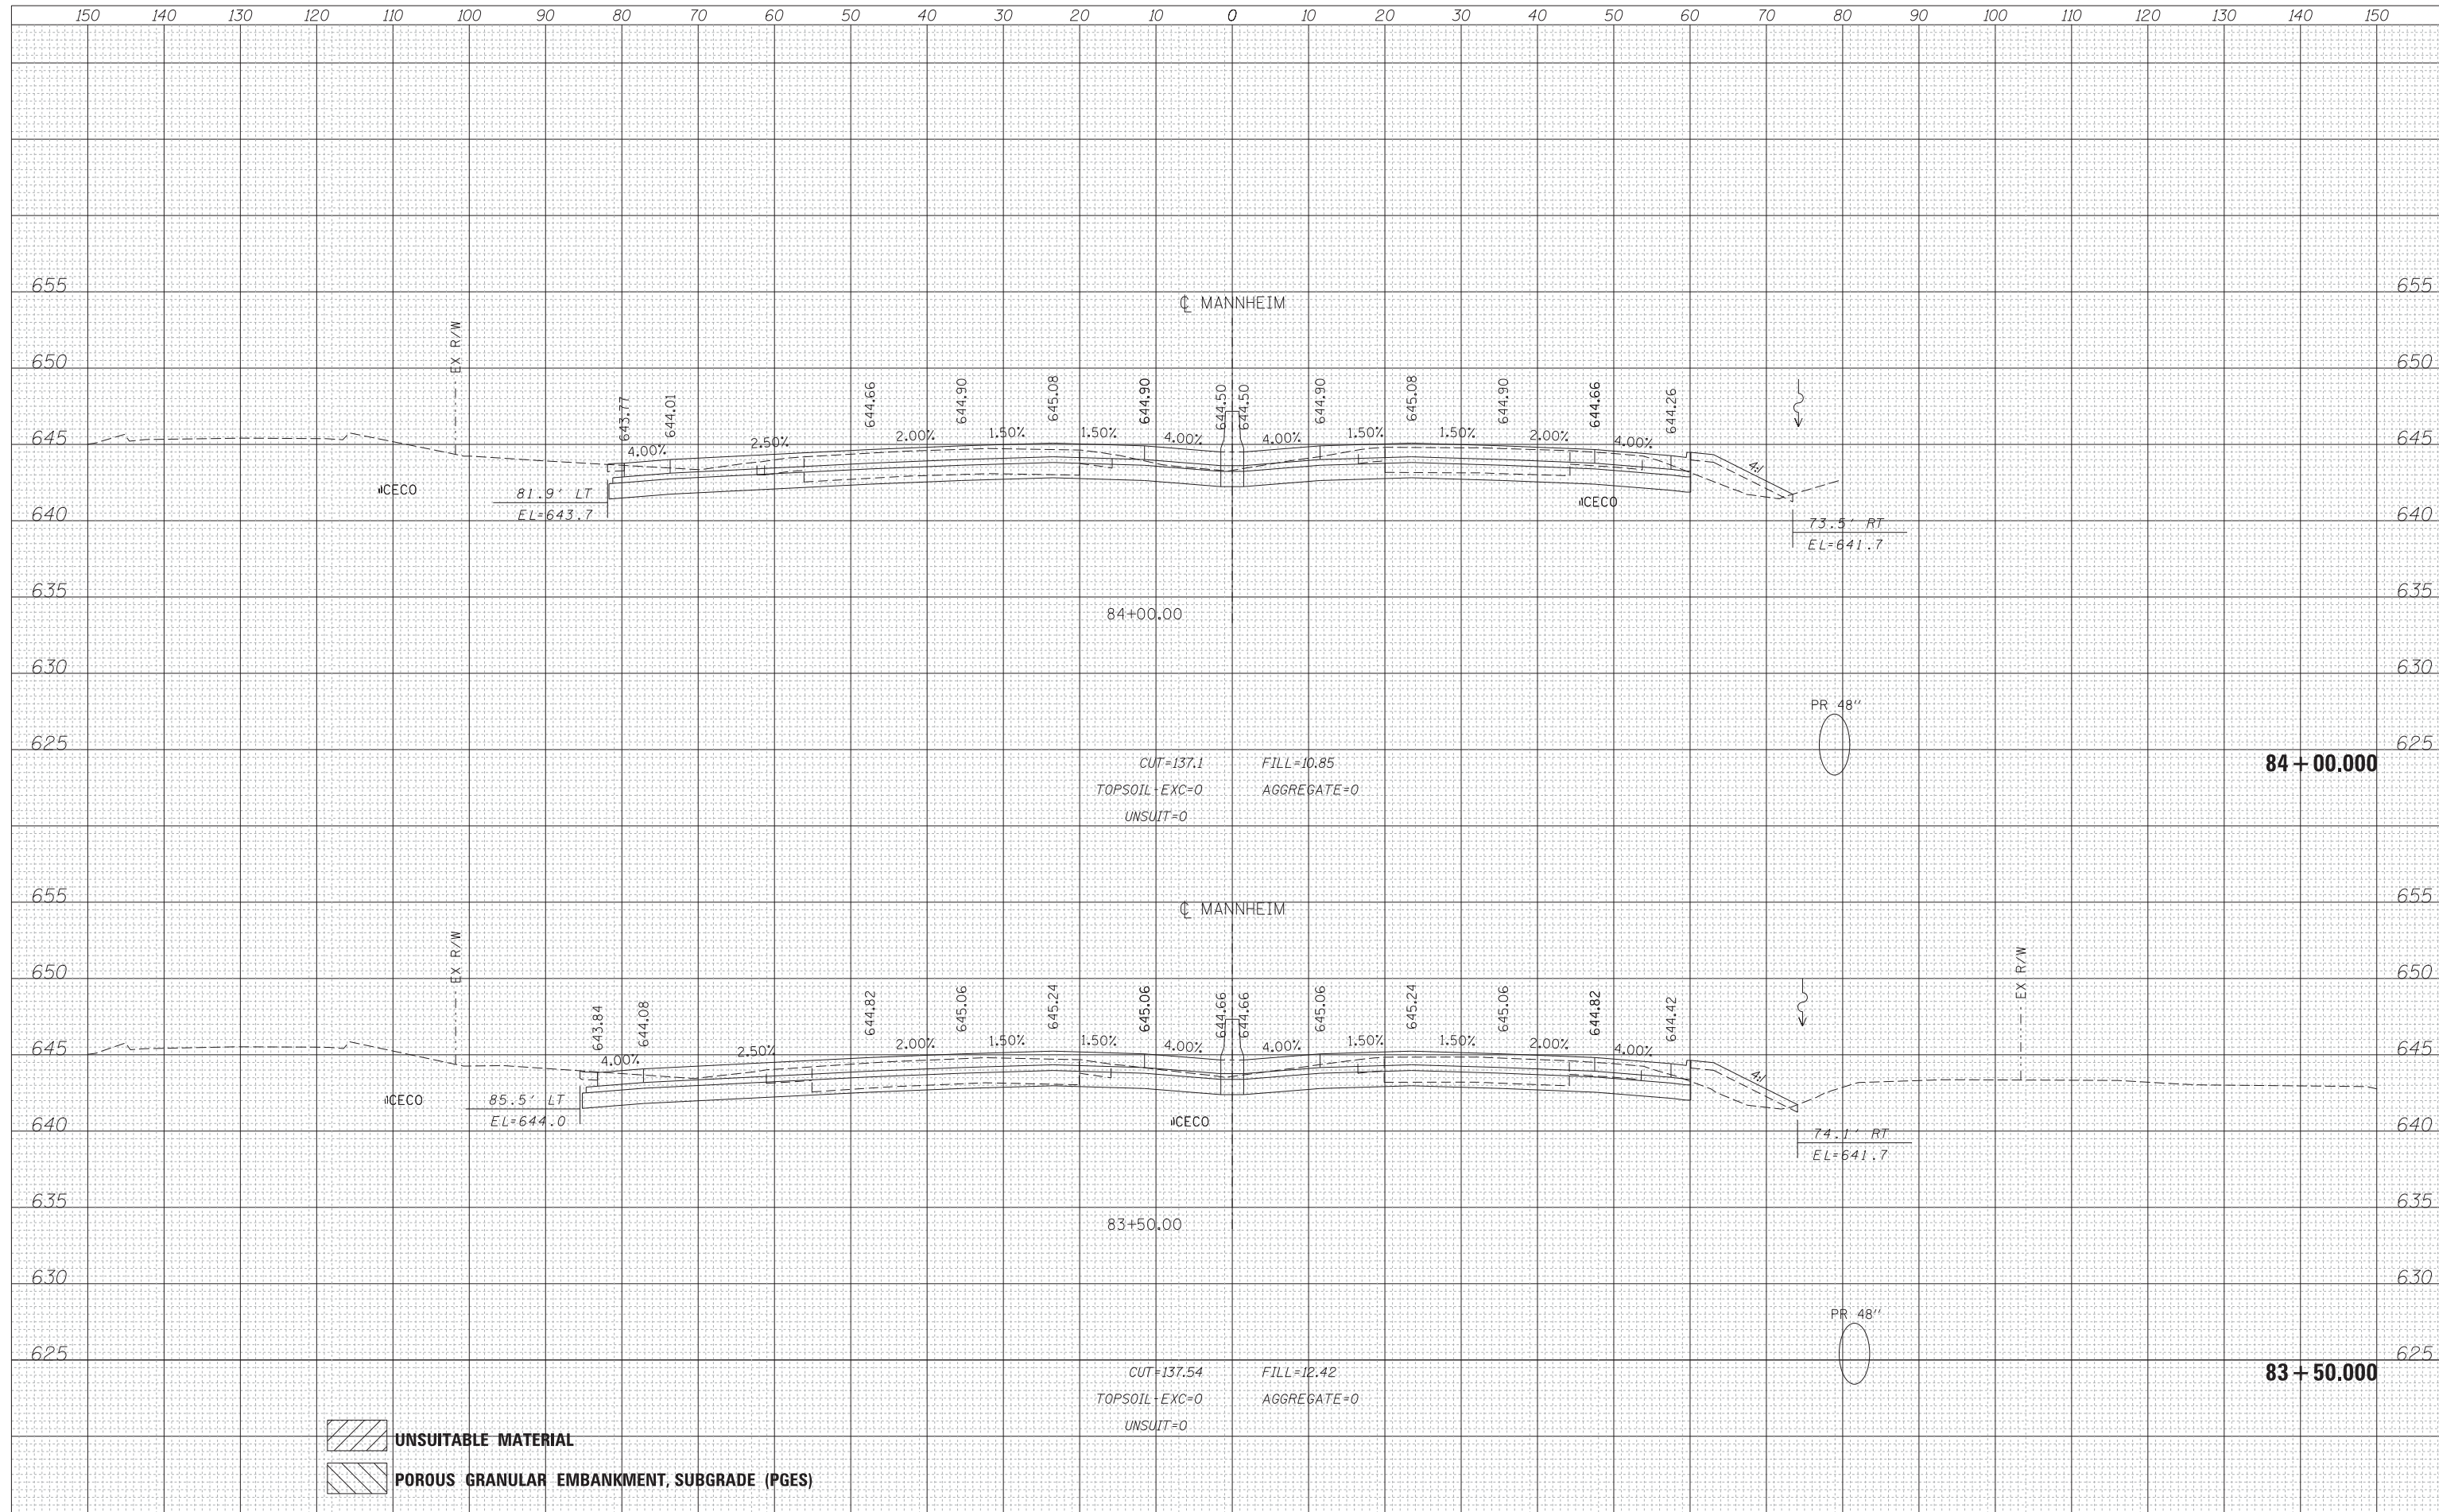 150 140 130 120 110 100 90 80 70 60 50 40 30 20 10 0 10 20 30 40 50 60 70 80 90 100 110 120 130 140 150
655 655
℄ MANNHEIM
EX R/W
650 650
643.77 644.01 644.66 644.90 645.08 644.90 644.50 644.50 644.90 645.08 644.90 644.66 644.26
645 645
4.00% 2.50% 2.00% 1.50% 1.50% 4.00% 4.00% 1.50% 1.50% 2.00% 4.00% 4:1
CECO
81.9' LT
EL=643.7
CECO
640 640
73.5' RT
EL=641.7
635 635
84+00.00
630 630
PR 48"
625 625
CUT=137.1 FILL=10.85
84+00.000
TOPSOIL-EXC=0 AGGREGATE=0
UNSUIT=0
655 655
℄ MANNHEIM
EX R/W EX R/W
650 650
643.84 644.08 644.82 645.06 645.24 645.06 644.66 644.66 645.06 645.24 645.06 644.82 644.42
645 645
4.00% 2.50% 2.00% 1.50% 1.50% 4.00% 4.00% 1.50% 1.50% 2.00% 4.00% 4:1
CECO
85.5' LT
EL=644.0
CECO
640 640
74.1' RT
EL=641.7
635 635
83+50.00
630 630
PR 48"
625 625
CUT=137.54 FILL=12.42
83+50.000
TOPSOIL-EXC=0 AGGREGATE=0
UNSUIT=0
UNSUITABLE MATERIAL
POROUS GRANULAR EMBANKMENT, SUBGRADE (PGES)